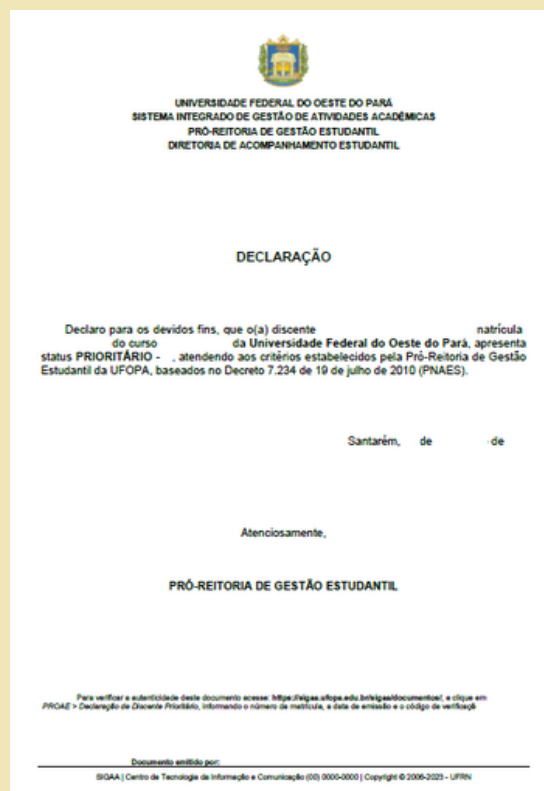 UNIVERSIDADE FEDERAL DO OESTE DO PARÁ
SISTEMA INTEGRADO DE GESTÃO DE ATIVIDADES ACADÊMICAS
PRÓ-REITORIA DE GESTÃO ESTUDANTIL
DIRETORIA DE ACOMPANHAMENTO ESTUDANTIL
DECLARAÇÃO
Declaro para os devidos fins, que o(a) discente natrícula
do curso da Universidade Federal do Oeste do Pará, apresenta
status PRIORITÁRIO - , atendendo aos critérios estabelecidos pela Pró-Reitoria de Gestão
Estudantil da UFOPA, baseados no Decreto 7.234 de 19 de julho de 2010 (PNAES).
Santarém, de de
Atenciosamente,
PRÓ-REITORIA DE GESTÃO ESTUDANTIL
Para verificar a autenticidade deste documento acesse: https://sigaa.ufopa.edu.br/sigaa/documentos/, e clique em
PROAE > Declaração de Discente Prioritário, informando o número de matrícula, a data de emissão e o código de verificaçã
Documento emitido por:
SIGAA | Centro de Tecnologia de Informação e Comunicação (00) 0000-0000 | Copyright © 2006-2023 - UFRN